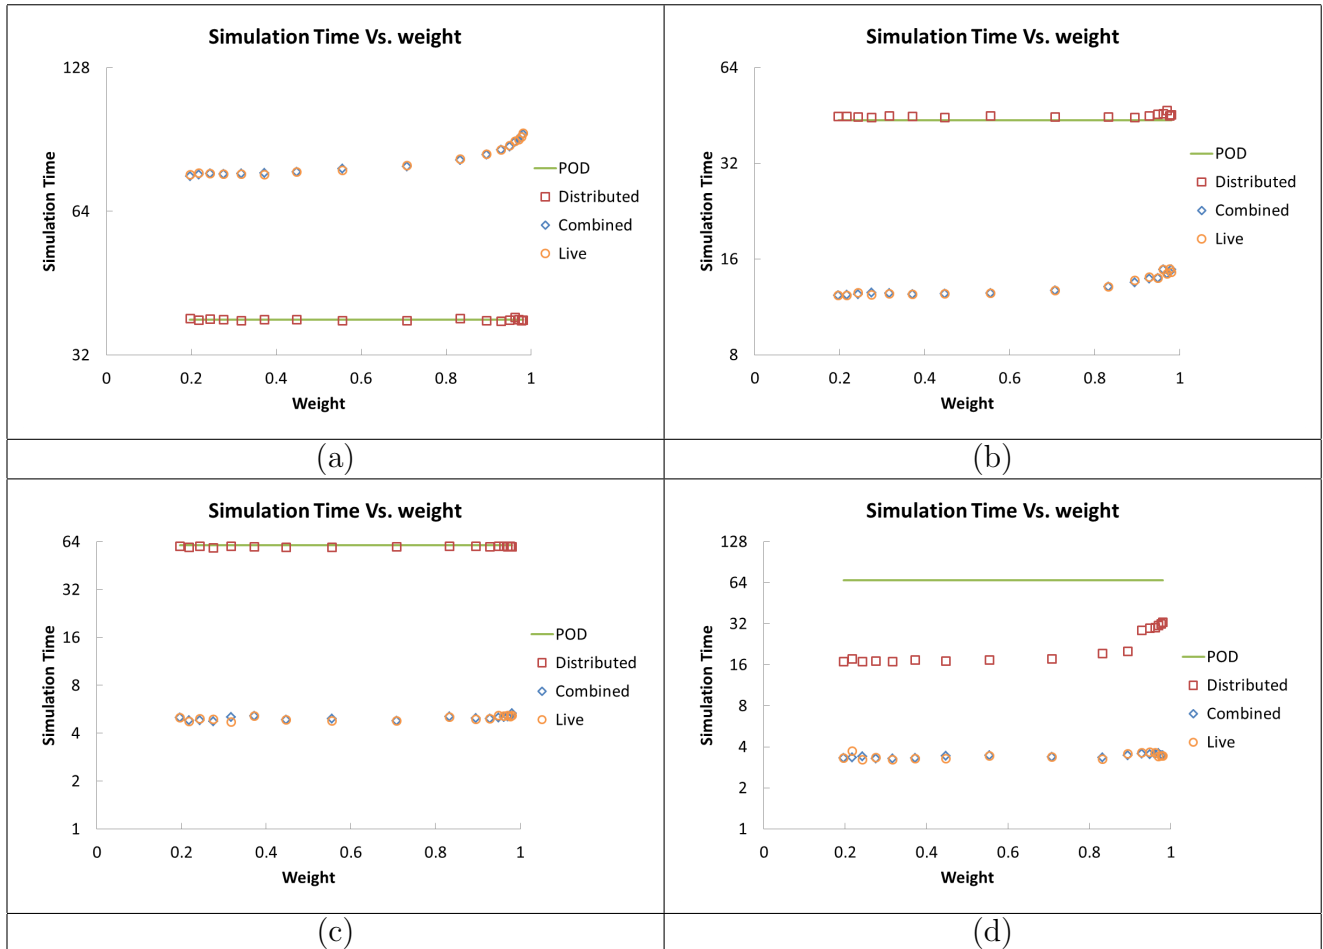 Simulation Time Vs. weight
128
64
32
Simulation Time
0 0.2 0.4 0.6 0.8 1
Weight
POD
Distributed
Combined
Live
(a)
Simulation Time Vs. weight
64
32
16
8
Simulation Time
0 0.2 0.4 0.6 0.8 1
Weight
POD
Distributed
Combined
Live
(b)
Simulation Time Vs. weight
64
32
16
8
4
2
1
Simulation Time
0 0.2 0.4 0.6 0.8 1
Weight
POD
Distributed
Combined
Live
(c)
Simulation Time Vs. weight
128
64
32
16
8
4
2
1
Simulation Time
0 0.2 0.4 0.6 0.8 1
Weight
POD
Distributed
Combined
Live
(d)